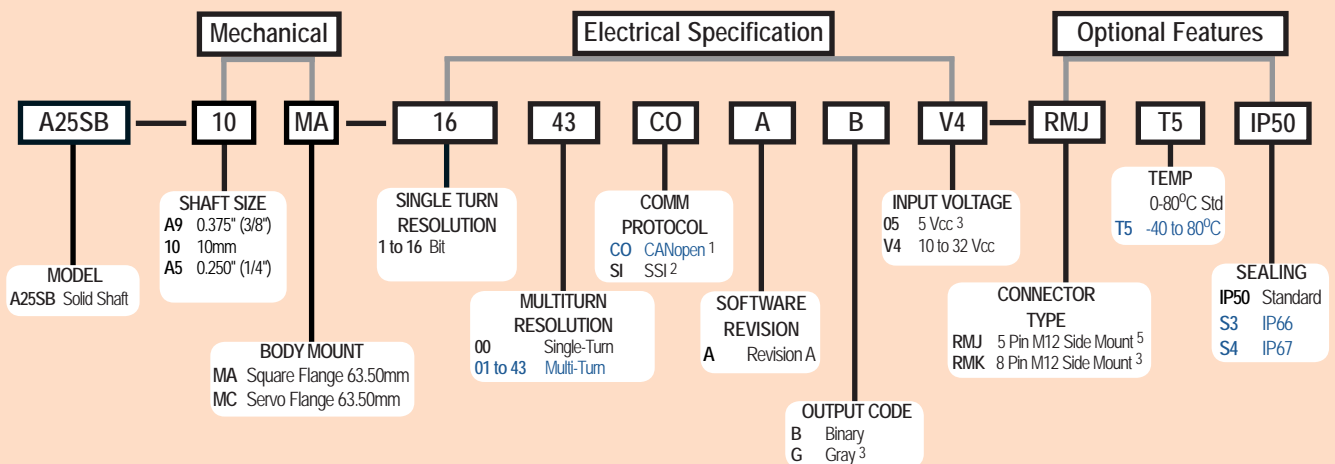 Mechanical
Electrical Specification
Optional Features
A25SB
10
MA
16
43
CO
A
B
V4
RMJ
T5
IP50
MODEL
A25SB Solid Shaft
SHAFT SIZE
A9 0.375" (3/8")
10 10mm
A5 0.250" (1/4")
BODY MOUNT
MA Square Flange 63.50mm
MC Servo Flange 63.50mm
SINGLE TURN
RESOLUTION
1 to 16 Bit
MULTITURN
RESOLUTION
00 Single-Turn
01 to 43 Multi-Turn
COMM
PROTOCOL
CO CANopen 1
SI SSI 2
SOFTWARE
REVISION
A Revision A
OUTPUT CODE
B Binary
G Gray 3
INPUT VOLTAGE
05 5 Vcc 3
V4 10 to 32 Vcc
CONNECTOR
TYPE
RMJ 5 Pin M12 Side Mount 5
RMK 8 Pin M12 Side Mount 3
TEMP
0-80ºC Std
T5 -40 to 80ºC
SEALING
IP50 Standard
S3 IP66
S4 IP67